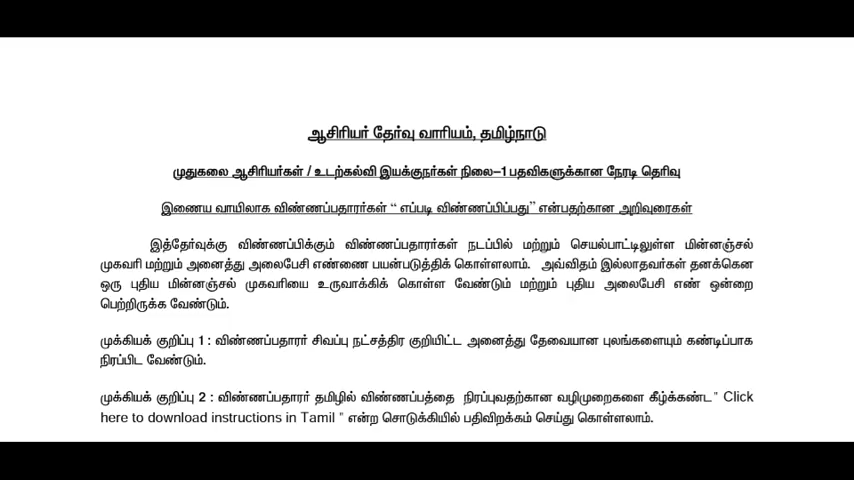 ஆசிரியர் தேர்வு வாரியம், தமிழ்நாடு
முதுகலை ஆசிரியர்கள் / உடற்கல்வி இயக்குநர்கள் நிலை–1 பதவிகளுக்கான நேரடி தெரிவு
இணைய வாயிலாக விண்ணப்பதாரர்கள் “ எப்படி விண்ணப்பிப்பது” என்பதற்கான அறிவுரைகள்
இத்தேர்வுக்கு விண்ணப்பிக்கும் விண்ணப்பதாரர்கள் நடப்பில் மற்றும் செயல்பாட்டிலுள்ள மின்னஞ்சல்
முகவரி மற்றும் அனைத்து அலைபேசி எண்ணை பயன்படுத்திக் கொள்ளலாம். அவ்விதம் இல்லாதவர்கள் தனக்கென
ஒரு புதிய மின்னஞ்சல் முகவரியை உருவாக்கிக் கொள்ள வேண்டும் மற்றும் புதிய அலைபேசி எண் ஒன்றை
பெற்றிருக்க வேண்டும்.
முக்கியக் குறிப்பு 1 : விண்ணப்பதாரர் சிவப்பு நட்சத்திர குறியிட்ட அனைத்து தேவையான புலங்களையும் கண்டிப்பாக
நிரப்பிட வேண்டும்.
முக்கியக் குறிப்பு 2 : விண்ணப்பதாரர் தமிழில் விண்ணப்பத்தை நிரப்புவதற்கான வழிமுறைகளை கீழ்க்கண்ட " Click
here to download instructions in Tamil " என்ற சொடுக்கியில் பதிவிறக்கம் செய்து கொள்ளலாம்.